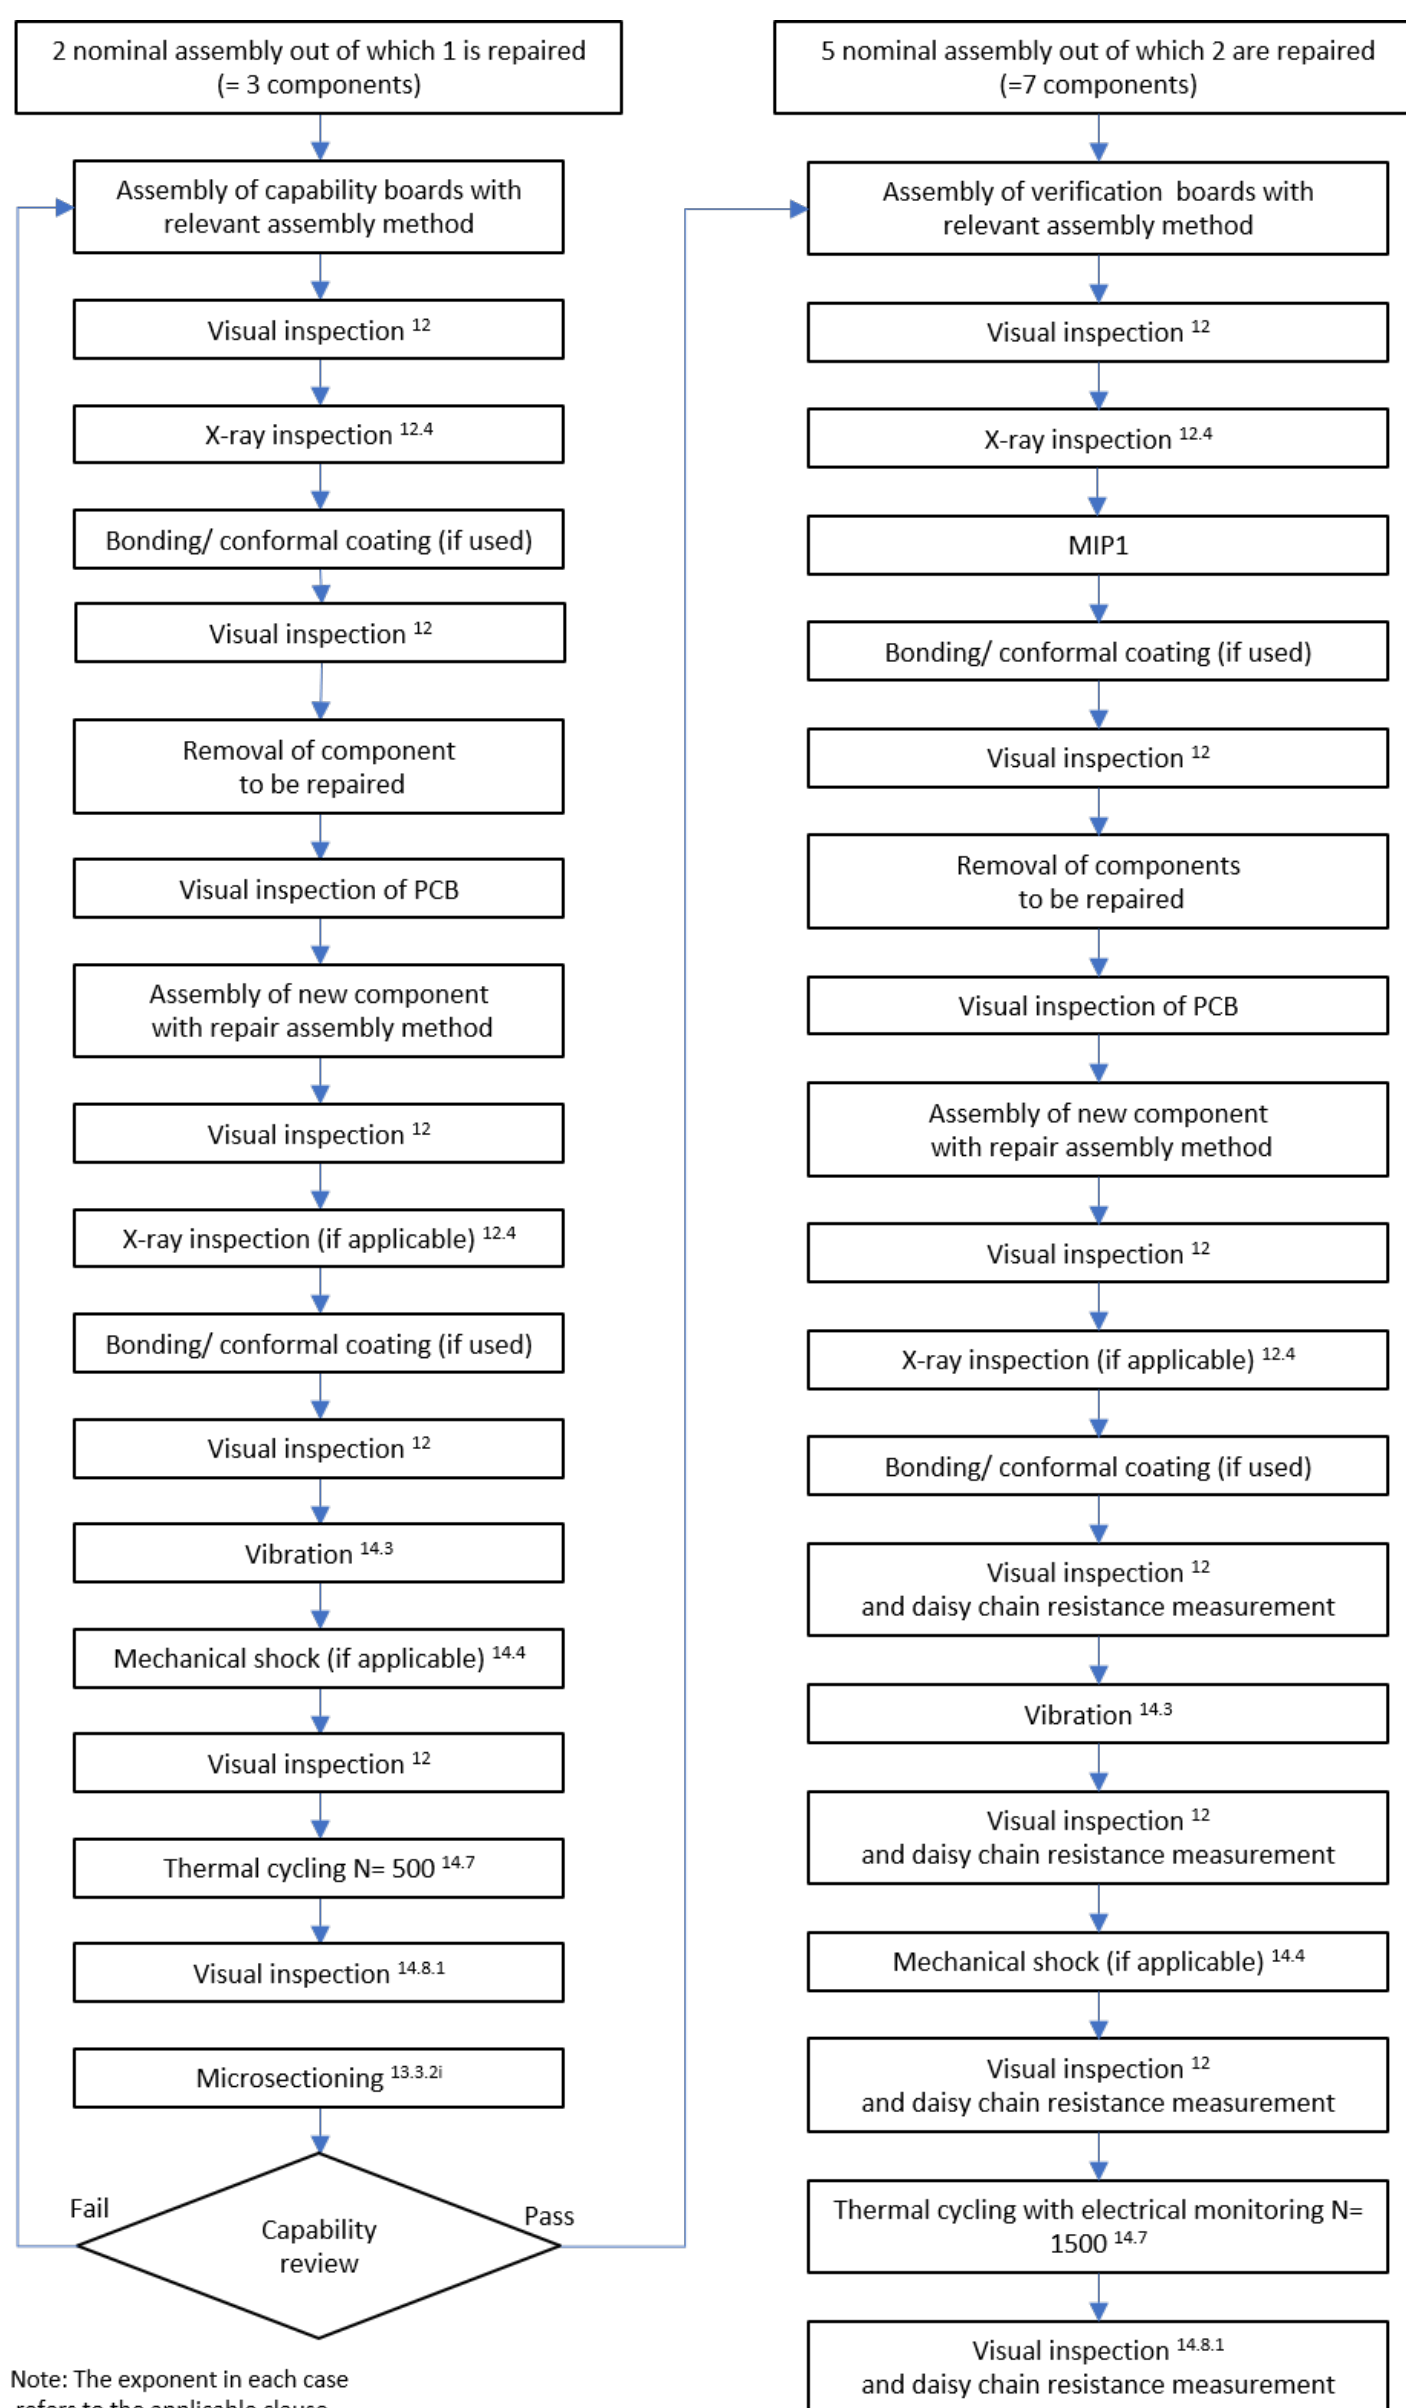 2 nominal assembly out of which 1 is repaired
(= 3 components)
Assembly of capability boards with
relevant assembly method
Visual inspection 12
X-ray inspection 12.4
Bonding/ conformal coating (if used)
Visual inspection 12
Removal of component
to be repaired
Visual inspection of PCB
Assembly of new component
with repair assembly method
Visual inspection 12
X-ray inspection (if applicable) 12.4
Bonding/ conformal coating (if used)
Visual inspection 12
Vibration 14.3
Mechanical shock (if applicable) 14.4
Visual inspection 12
Thermal cycling N= 500 14.7
Visual inspection 14.8.1
Microsectioning 13.3.2i
Fail
Capability
review
Pass
Note: The exponent in each case
refers to the applicable clause
5 nominal assembly out of which 2 are repaired
(=7 components)
Assembly of verification boards with
relevant assembly method
Visual inspection 12
X-ray inspection 12.4
MIP1
Bonding/ conformal coating (if used)
Visual inspection 12
Removal of components
to be repaired
Visual inspection of PCB
Assembly of new component
with repair assembly method
Visual inspection 12
X-ray inspection (if applicable) 12.4
Bonding/ conformal coating (if used)
Visual inspection 12
and daisy chain resistance measurement
Vibration 14.3
Visual inspection 12
and daisy chain resistance measurement
Mechanical shock (if applicable) 14.4
Visual inspection 12
and daisy chain resistance measurement
Thermal cycling with electrical monitoring N=
1500 14.7
Visual inspection 14.8.1
and daisy chain resistance measurement